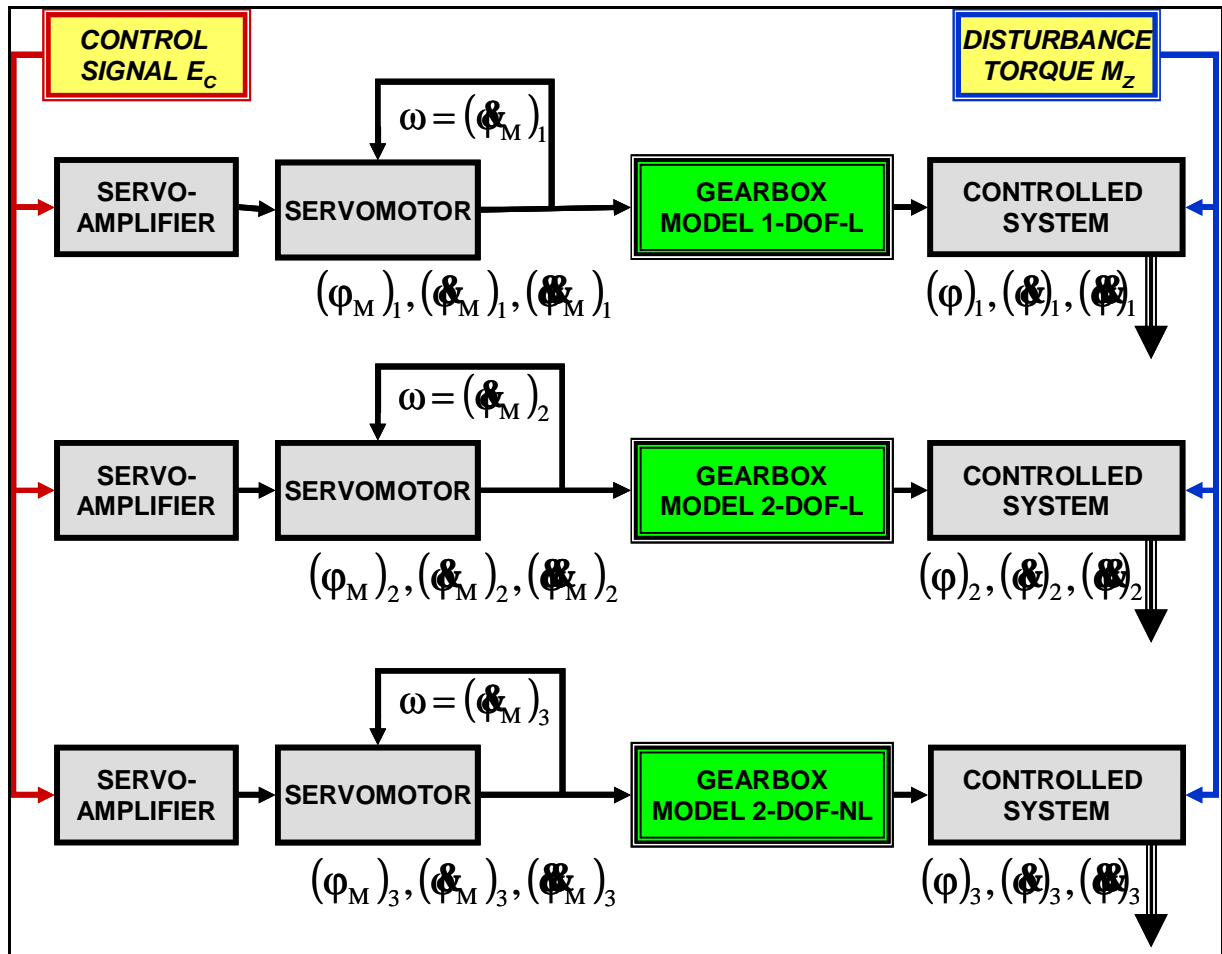 CONTROL
SIGNAL E_C
DISTURBANCE
TORQUE M_Z
ω = (φ&_M)_1
SERVO-
AMPLIFIER
SERVOMOTOR
GEARBOX
MODEL 1-DOF-L
CONTROLLED
SYSTEM
(φ_M)_1, (φ&_M)_1, (φ&&_M)_1
(φ)_1, (φ&)_1, (φ&&)_1
ω = (φ&_M)_2
SERVO-
AMPLIFIER
SERVOMOTOR
GEARBOX
MODEL 2-DOF-L
CONTROLLED
SYSTEM
(φ_M)_2, (φ&_M)_2, (φ&&_M)_2
(φ)_2, (φ&)_2, (φ&&)_2
ω = (φ&_M)_3
SERVO-
AMPLIFIER
SERVOMOTOR
GEARBOX
MODEL 2-DOF-NL
CONTROLLED
SYSTEM
(φ_M)_3, (φ&_M)_3, (φ&&_M)_3
(φ)_3, (φ&)_3, (φ&&)_3